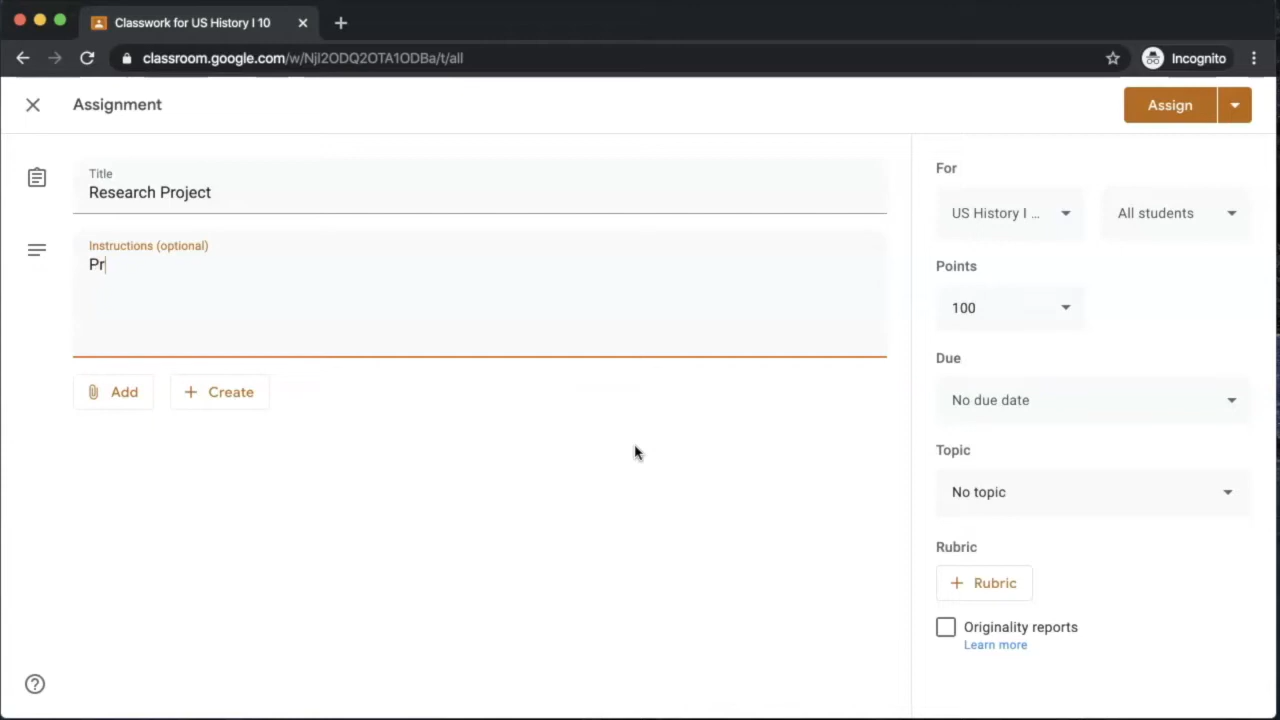 Classwork for US History I 10
classroom.google.com/w/NjI2ODQ2OTA1ODBa/t/all
Incognito
Assignment
Assign
Title
Research Project
Instructions (optional)
Pr
Add
Create
For
US History I ...
All students
Points
100
Due
No due date
Topic
No topic
Rubric
Rubric
Originality reports
Learn more